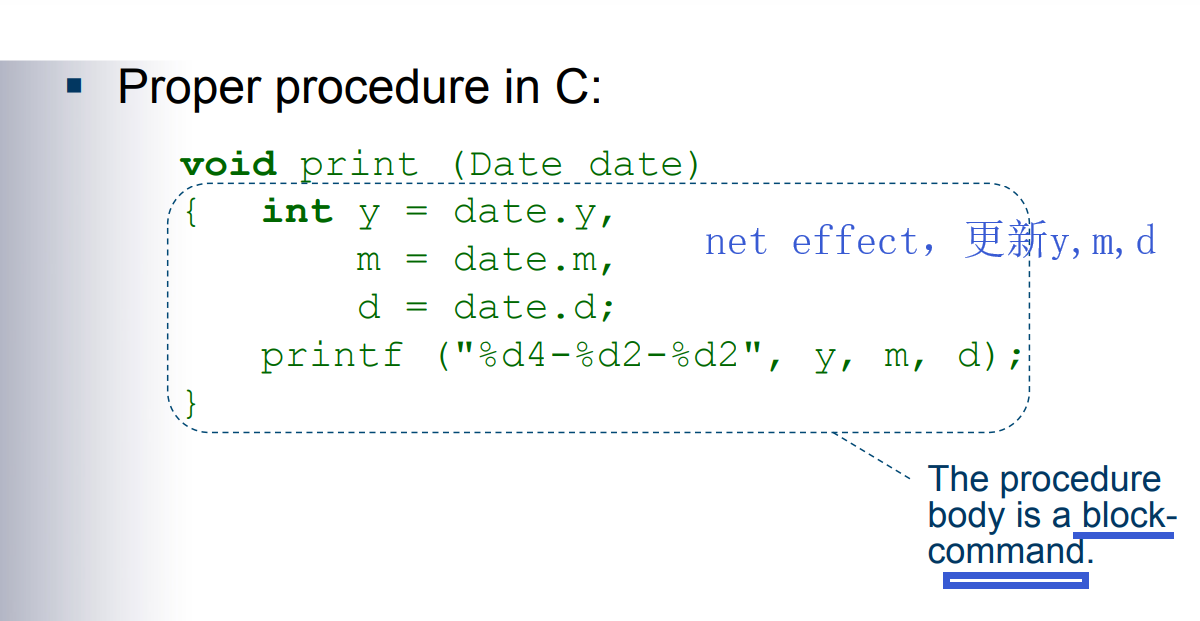 ▪ Proper procedure in C:
void print (Date date)
{ int y = date.y,
net effect, 更新y,m,d
m = date.m,
d = date.d;
printf ("%d4-%d2-%d2", y, m, d);
}
The procedure
body is a block-
command.